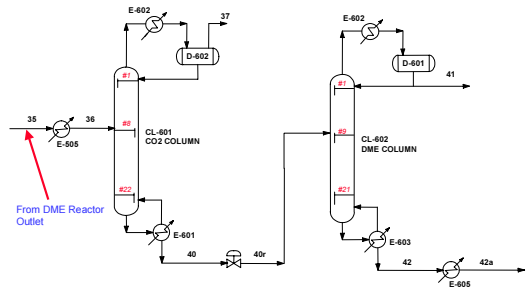 E-602
37
D-602
#1
35
36
#8
CL-601
CO2 COLUMN
E-505
#22
From DME Reactor
Outlet
E-601
40
40r
E-602
D-601
41
#1
#9
CL-602
DME COLUMN
#21
E-603
42
42a
E-605